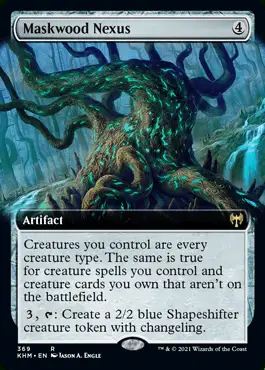 Maskwood Nexus 4
Artifact
Creatures you control are every
creature type. The same is true
for creature spells you control and
creature cards you own that aren't on
the battlefield.
3, : Create a 2/2 blue Shapeshifter
creature token with changeling.
369 R
KHM • EN Jason A. Engle
™ & © 2021 Wizards of the Coast